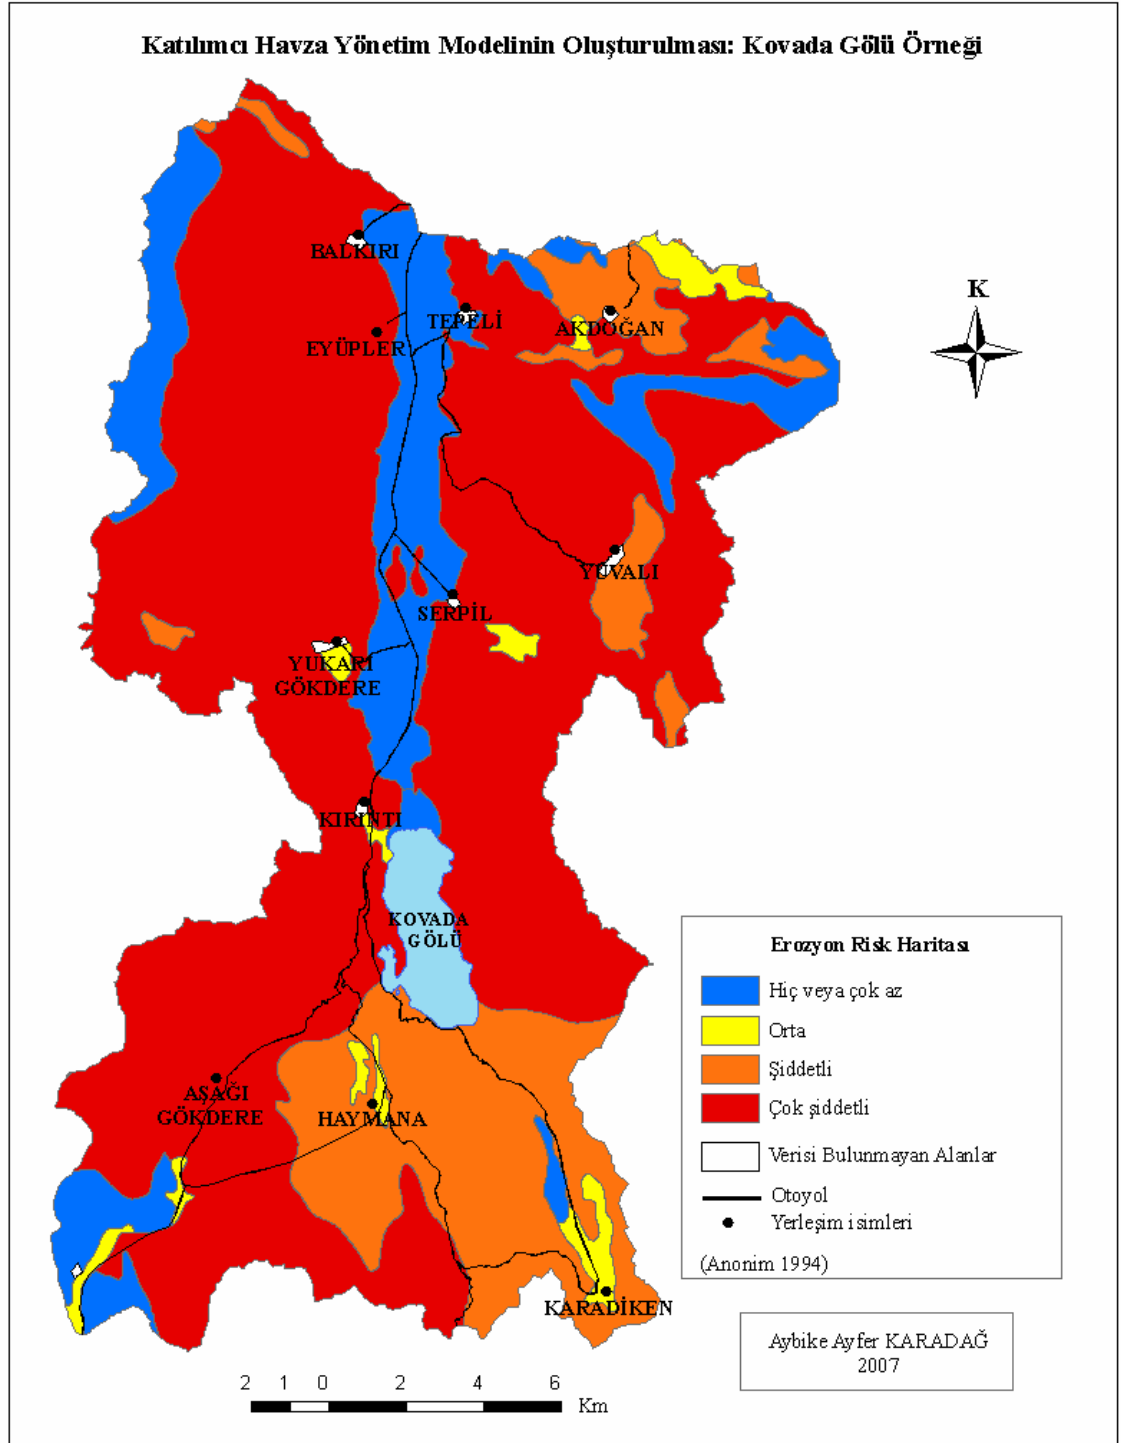 Katılımcı Havza Yönetim Modelinin Oluşturulması: Kovada Gölü Örneği
BALKIRI
K
TEPELİ
AKDOĞAN
EYÜPLER
YUVALI
SERPİL
YUKARI
GÖKDERE
KIRINTI
KOVADA
GÖLÜ
AŞAĞI
GÖKDERE
HAYMANA
KARADİKEN
Erozyon Risk Haritası
Hiç veya çok az
Orta
Şiddetli
Çok şiddetli
Verisi Bulunmayan Alanlar
Otoyol
Yerleşim isimleri
(Anonim 1994)
Aybike Ayfer KARADAĞ
2007
2 1 0 2 4 6
Km